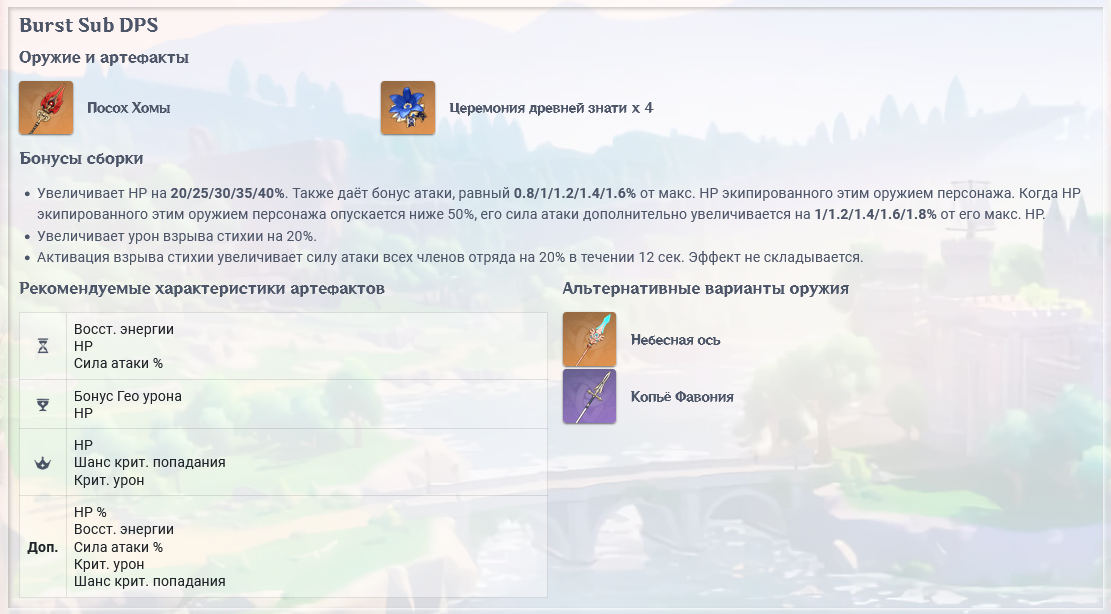 Burst Sub DPS
Оружие и артефакты
Посох Хомы
Церемония древней знати x 4
Бонусы сборки
Увеличивает HP на 20/25/30/35/40%. Также даёт бонус атаки, равный 0.8/1/1.2/1.4/1.6% от макс. HP экипированного этим оружием персонажа. Когда HP
экипированного этим оружием персонажа опускается ниже 50%, его сила атаки дополнительно увеличивается на 1/1.2/1.4/1.6/1.8% от его макс. HP.
Увеличивает урон взрыва стихии на 20%.
Активация взрыва стихии увеличивает силу атаки всех членов отряда на 20% в течении 12 сек. Эффект не складывается.
Рекомендуемые характеристики артефактов
Восст. энергии
HP
Сила атаки %
Бонус Гео урона
HP
HP
Шанс крит. попадания
Крит. урон
Доп.
HP %
Восст. энергии
Сила атаки %
Крит. урон
Шанс крит. попадания
Альтернативные варианты оружия
Небесная ось
Копьё Фавония